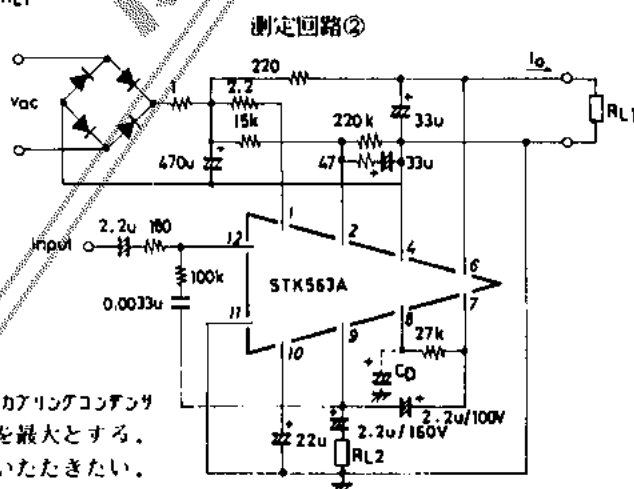 測定回路②
220
Io
1
2.2
vac
15k
220k
33u
RL1
470u
47
33u
2.2u 180
1
2
input
12
4
6
100k
STK563A
0.0033u
11
7
8
10
9
27k
CD
カプリングコンデンサ
2.2u/100V
を最大とする。
22u
2.2u/160V
いただきたい。
RL2